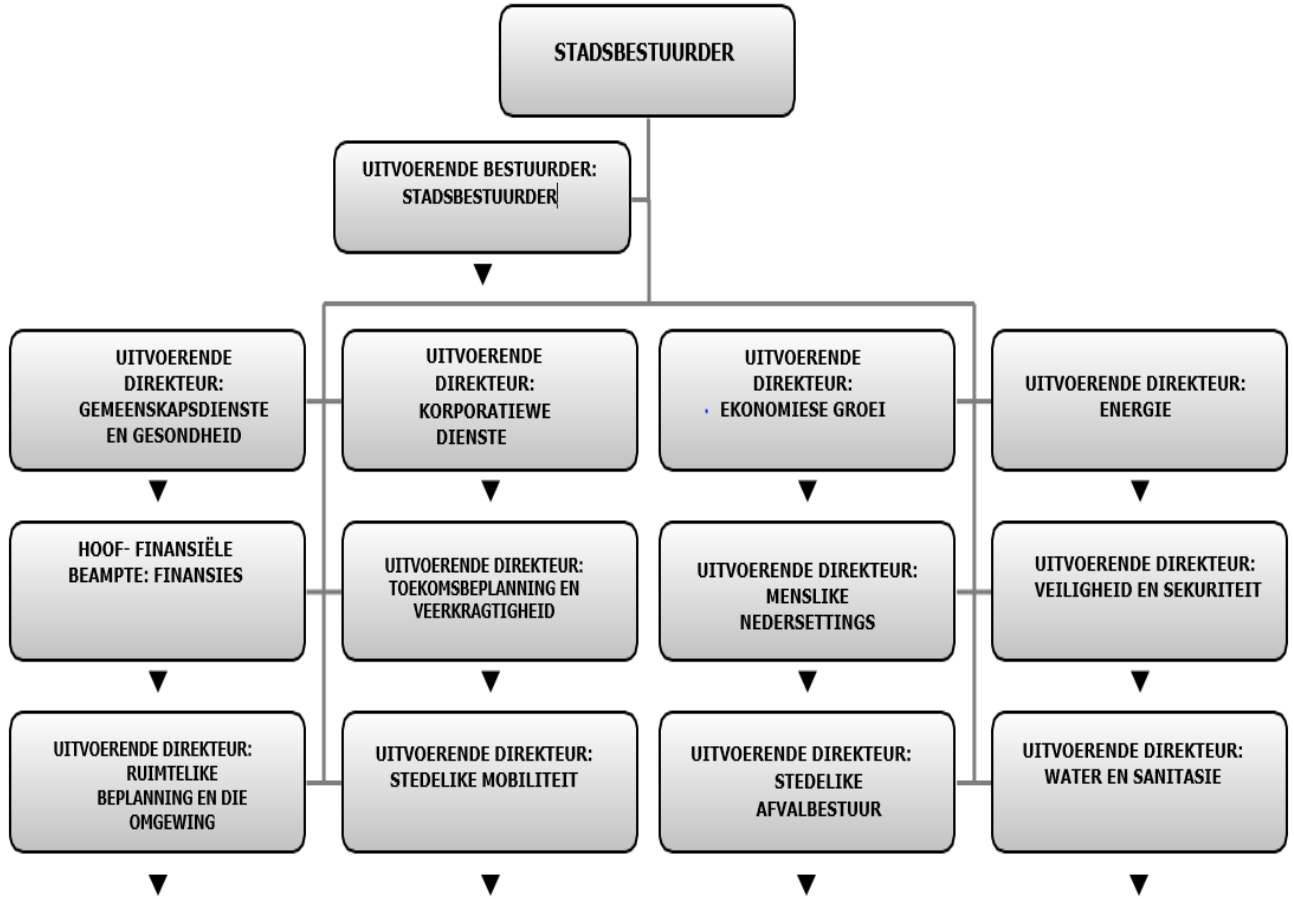 STADSBESTUURDER
UITVOERENDE BESTUURDER:
STADSBESTUURDER
UITVOERENDE
DIREKTEUR:
GEMEENSKAPSDIENSTE
EN GESONDHEID
UITVOERENDE
DIREKTEUR:
KORPORATIEWE
DIENSTE
UITVOERENDE
DIREKTEUR:
EKONOMIESE GROEI
UITVOERENDE DIREKTEUR:
ENERGIE
HOOF- FINANSIËLE
BEAMPTE: FINANSIES
UITVOERENDE DIREKTEUR:
TOEKOMSBEPLANNING EN
VEERKRAGTIGHEID
UITVOERENDE DIREKTEUR:
MENSLIKE
NEDERSETTINGS
UITVOERENDE DIREKTEUR:
VEILIGHEID EN SEKURITEIT
UITVOERENDE DIREKTEUR:
RUIMTELIKE
BEPLANNING EN DIE
OMGEWING
UITVOERENDE DIREKTEUR:
STEDELIKE MOBILITEIT
UITVOERENDE DIREKTEUR:
STEDELIKE
AFVALBESTUUR
UITVOERENDE DIREKTEUR:
WATER EN SANITASIE